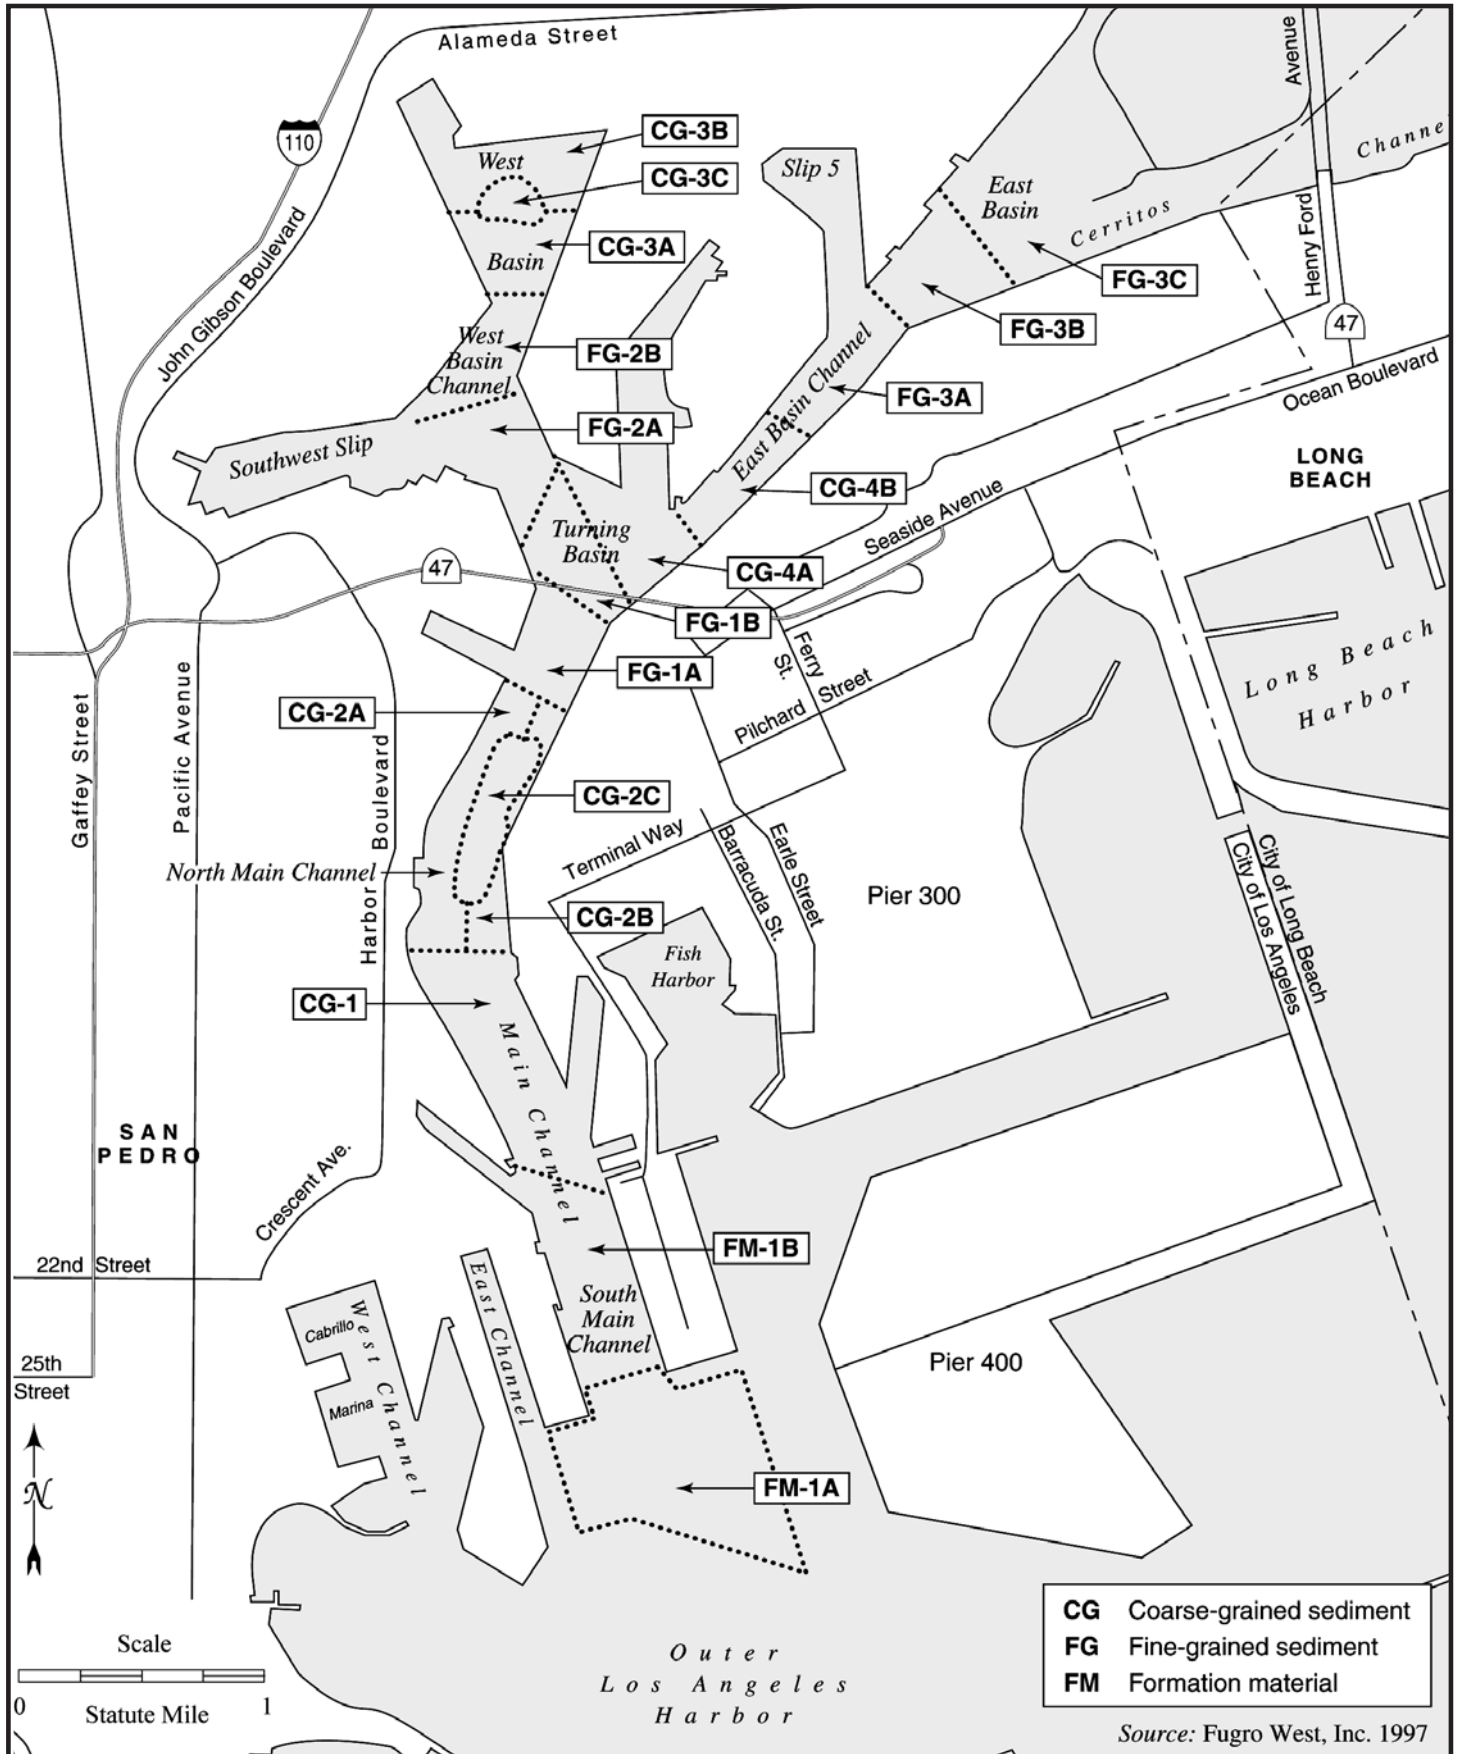 Alameda Street
Avenue
110
CG-3B
West
CG-3C
Slip 5
East
Basin
Channe
Cerritos
Henry Ford
John Gibson Boulevard
CG-3A
Basin
FG-3C
FG-3B
47
West
Basin
Channel
FG-2B
East Basin Channel
FG-3A
Ocean Boulevard
FG-2A
Southwest Slip
CG-4B
LONG
BEACH
Seaside Avenue
Turning
Basin
47
CG-4A
FG-1B
Ferry
St.
Long Beach
Harbor
FG-1A
Pilchard Street
CG-2A
Gaffey Street
Pacific Avenue
Harbor Boulevard
CG-2C
Terminal Way
Barracuda St.
Earle Street
City of Long Beach
City of Los Angeles
North Main Channel
Pier 300
CG-2B
Fish
Harbor
CG-1
Main Channel
SAN
PEDRO
Crescent Ave.
FM-1B
22nd Street
East Channel
South
Main
Channel
West Channel
Cabrillo
Marina
25th
Street
Pier 400
N
FM-1A
CG Coarse-grained sediment
FG Fine-grained sediment
FM Formation material
Scale
0 1
Statute Mile
Outer
Los Angeles
Harbor
Source: Fugro West, Inc. 1997